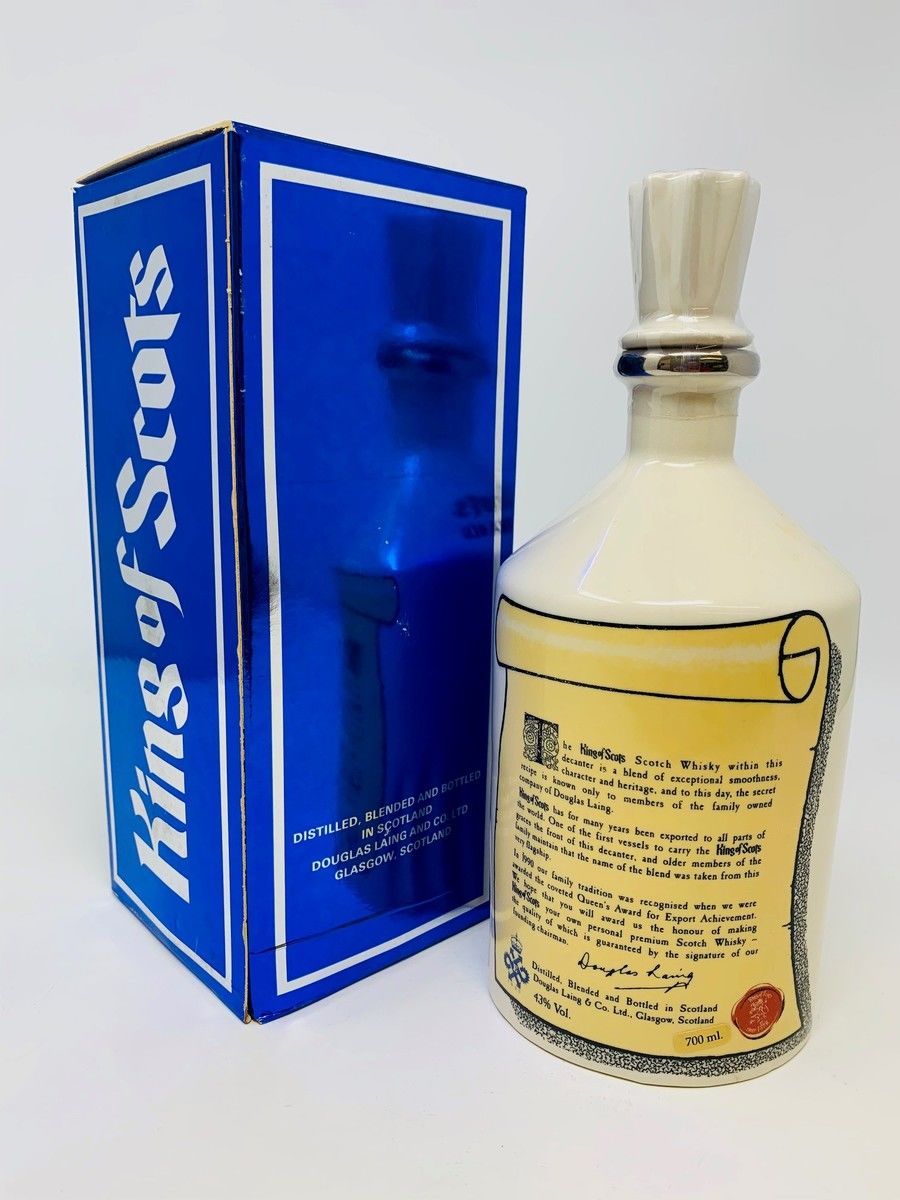 King of Scots
DISTILLED, BLENDED AND BOTTLED
IN SCOTLAND
DOUGLAS LAING AND CO. LTD
GLASGOW, SCOTLAND
The King of Scots Scotch Whisky within this
decanter is a blend of exceptional smoothness,
character and heritage, and to this day, the secret
recipe is known only to members of the family owned
company of Douglas Laing.
King of Scots has for many years been exported to all parts of
the world. One of the first vessels to carry the King of Scots
graces the front of this decanter, and older members of the
family maintain that the name of the blend was taken from this
very flagship.
In 1990 our family tradition was recognised when we were
awarded the coveted Queen's Award for Export Achievement.
We hope that you will award us the honour of making
King of Scots your own personal premium Scotch Whisky –
the quality of which is guaranteed by the signature of our
founding chairman.
Douglas Laing
Distilled, Blended and Bottled in Scotland
Douglas Laing & Co. Ltd., Glasgow, Scotland
43% Vol.
700 ml.